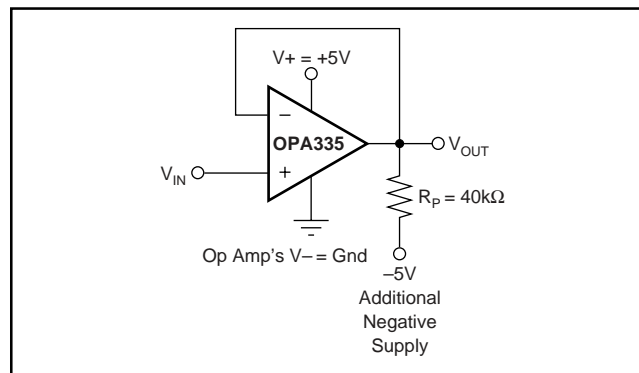 V+ = +5V
−
OPA335
V_OUT
V_IN
+
R_P = 40kΩ
Op Amp's V− = Gnd
−5V
Additional
Negative
Supply